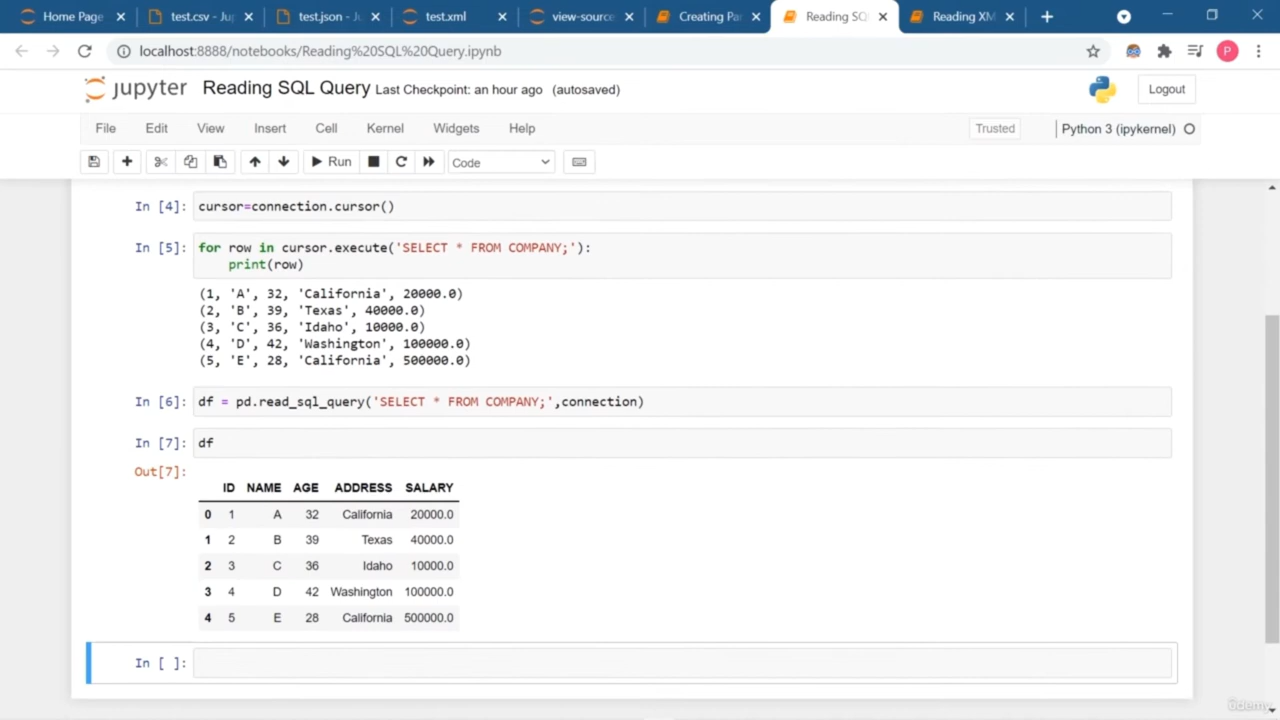 Home Page
test.csv - Ju
test.json - J
test.xml
view-source
Creating Pa
Reading SQ
Reading XM
localhost:8888/notebooks/Reading%20SQL%20Query.ipynb
P
jupyter Reading SQL Query Last Checkpoint: an hour ago (autosaved)
Logout
File Edit View Insert Cell Kernel Widgets Help
Trusted
Python 3 (ipykernel)
Run
Code
In [4]: cursor=connection.cursor()
In [5]: for row in cursor.execute('SELECT * FROM COMPANY;'):
print(row)
(1, 'A', 32, 'California', 20000.0)
(2, 'B', 39, 'Texas', 40000.0)
(3, 'C', 36, 'Idaho', 10000.0)
(4, 'D', 42, 'Washington', 100000.0)
(5, 'E', 28, 'California', 500000.0)
In [6]: df = pd.read_sql_query('SELECT * FROM COMPANY;',connection)
In [7]: df
Out[7]:
ID NAME AGE ADDRESS SALARY
0 1 A 32 California 20000.0
1 2 B 39 Texas 40000.0
2 3 C 36 Idaho 10000.0
3 4 D 42 Washington 100000.0
4 5 E 28 California 500000.0
In [ ]:
ûdemy